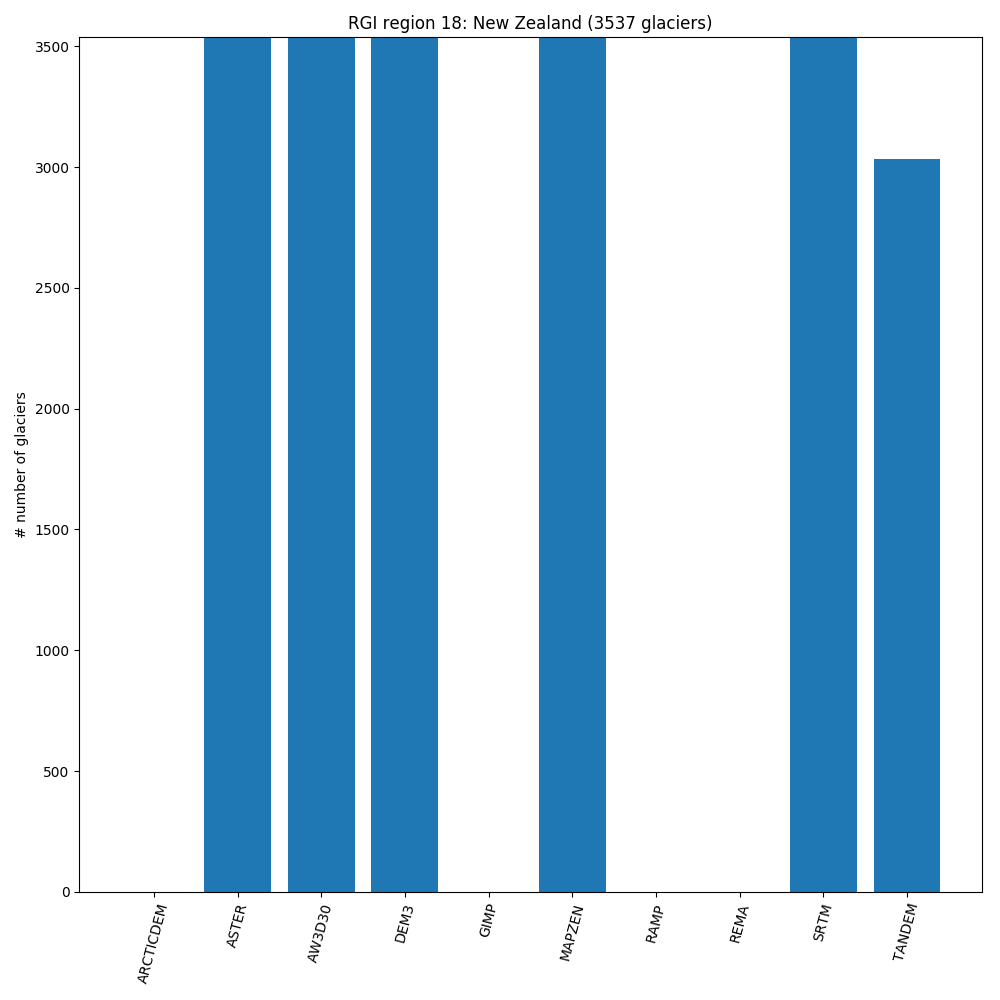 RGI region 18: New Zealand (3537 glaciers)
# number of glaciers
3500
3000
2500
2000
1500
1000
500
0
ARCTICDEM
ASTER
AW3D30
DEM3
GIMP
MAPZEN
RAMP
REMA
SRTM
TANDEM